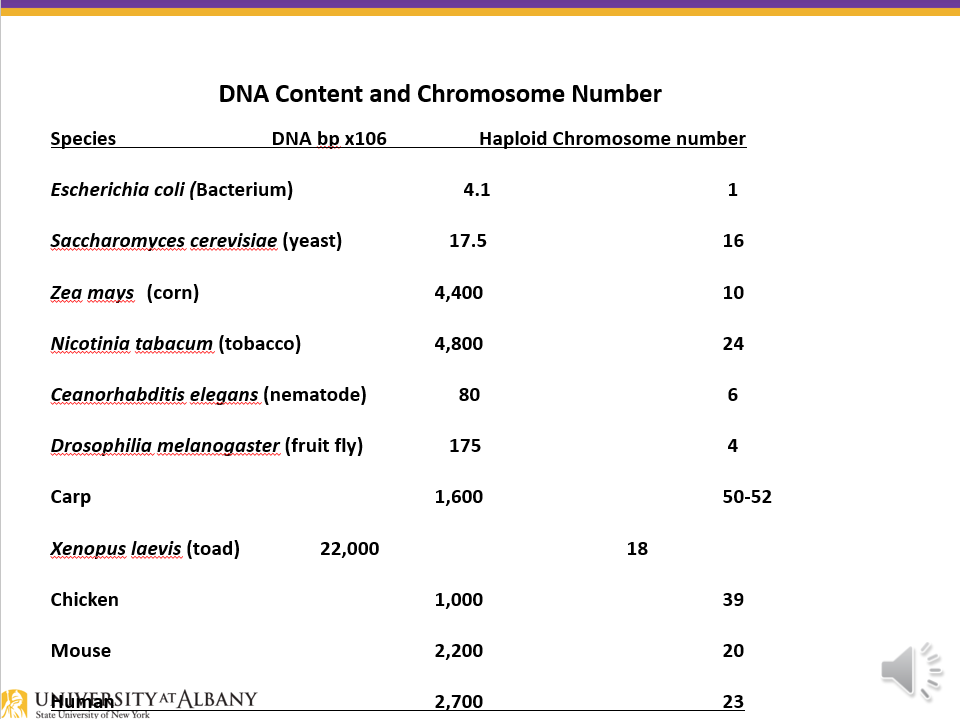 DNA Content and Chromosome Number
Species DNA bp x106 Haploid Chromosome number
Escherichia coli (Bacterium) 4.1 1
Saccharomyces cerevisiae (yeast) 17.5 16
Zea mays (corn) 4,400 10
Nicotinia tabacum (tobacco) 4,800 24
Ceanorhabditis elegans (nematode) 80 6
Drosophilia melanogaster (fruit fly) 175 4
Carp 1,600 50-52
Xenopus laevis (toad) 22,000 18
Chicken 1,000 39
Mouse 2,200 20
Human 2,700 23
UNIVERSITY AT ALBANY
State University of New York